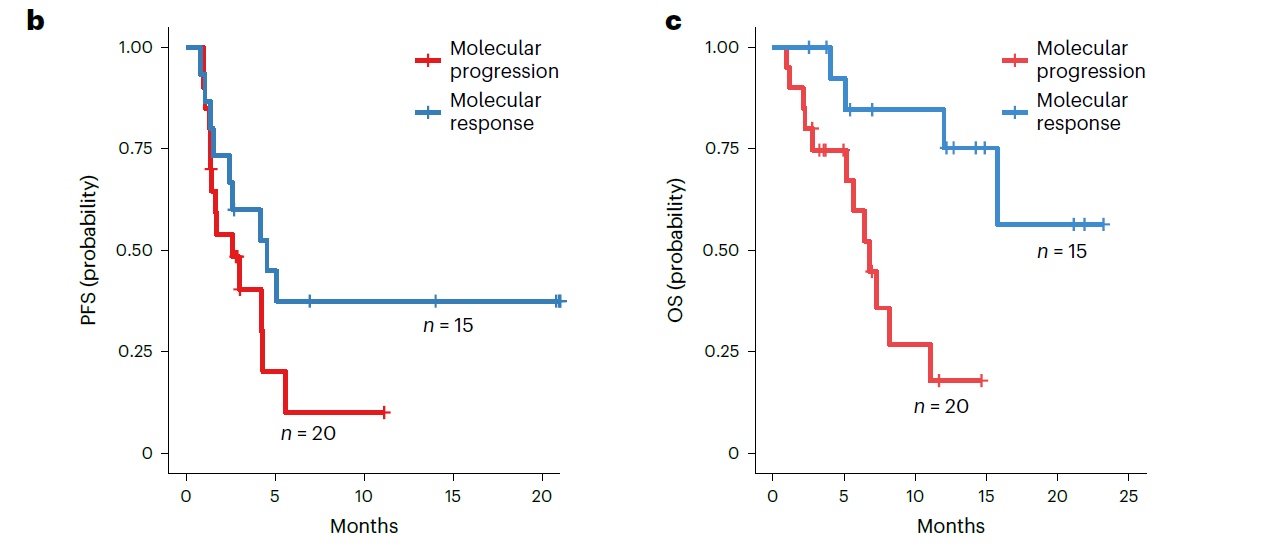 b
1.00
0.75
0.50
0.25
0
PFS (probability)
0 5 10 15 20
Months
Molecular
progression
Molecular
response
n = 15
n = 20
c
1.00
0.75
0.50
0.25
0
OS (probability)
0 5 10 15 20 25
Months
Molecular
progression
Molecular
response
n = 15
n = 20